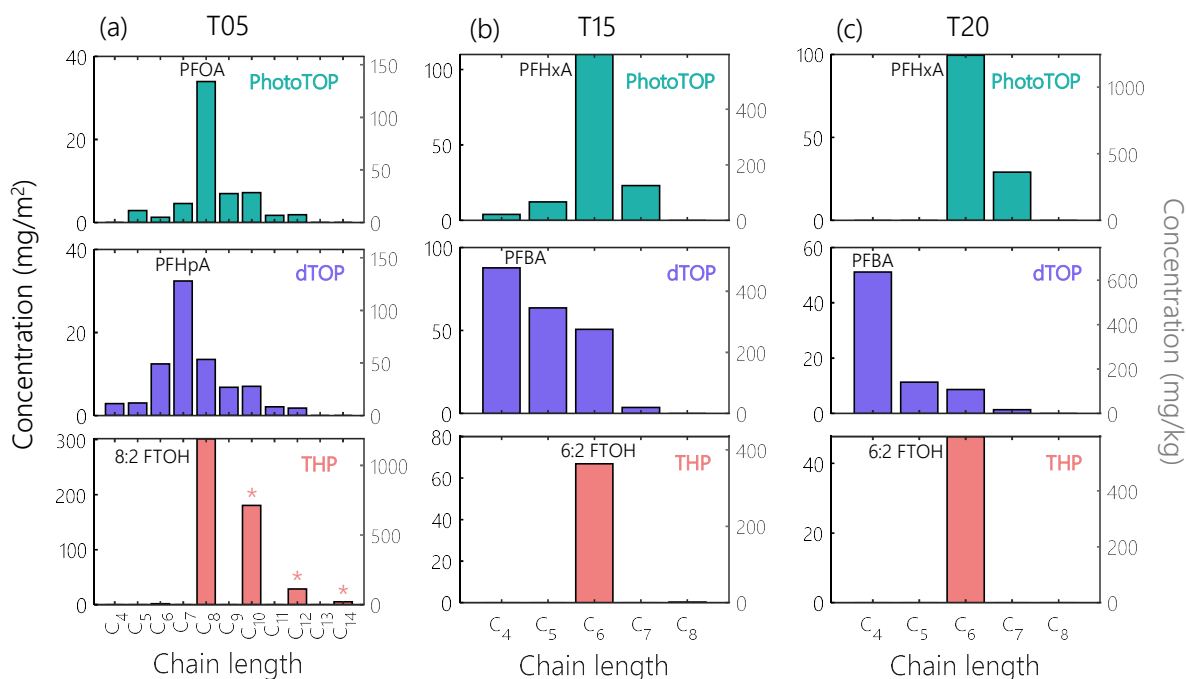 (a) T05 (b) T15 (c) T20
Concentration (mg/m²)
Concentration (mg/kg)
40 20 0
PFOA
PhotoTOP
150 100 50 0
100 50 0
PFHxA
PhotoTOP
400 200 0
100 50 0
PFHxA
PhotoTOP
1000 500 0
40 20 0
PFHpA
dTOP
150 100 50 0
100 50 0
PFBA
dTOP
400 200 0
60 40 20 0
PFBA
dTOP
600 400 200 0
300 200 100 0
8:2 FTOH
THP
* * *
1000 500 0
80 60 40 20 0
6:2 FTOH
THP
400 200 0
40 20 0
6:2 FTOH
THP
400 200 0
C₄ C₅ C₆ C₇ C₈ C₉ C₁₀ C₁₁ C₁₂ C₁₃ C₁₄
C₄ C₅ C₆ C₇ C₈
C₄ C₅ C₆ C₇ C₈
Chain length Chain length Chain length